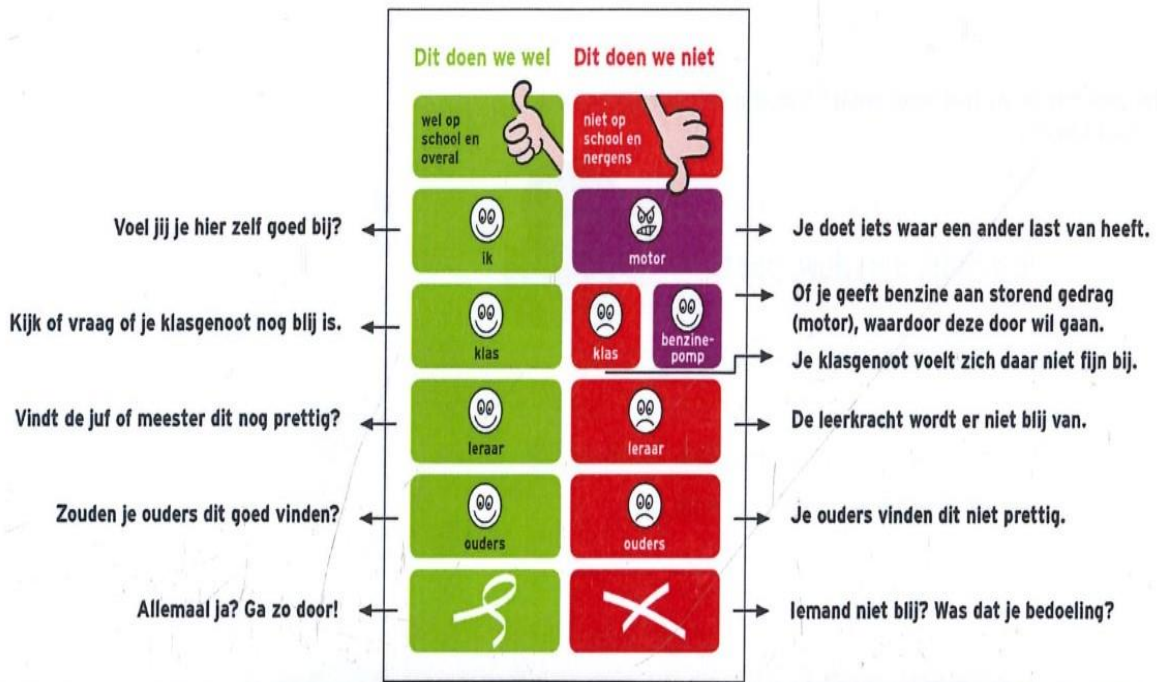 Dit doen we wel
Dit doen we niet
wel op
school en
overal
niet op
school en
nergens
Voel jij je hier zelf goed bij?
ik
motor
Je doet iets waar een ander last van heeft.
Kijk of vraag of je klasgenoot nog blij is.
klas
klas
benzine-
pomp
Of je geeft benzine aan storend gedrag
(motor), waardoor deze door wil gaan.
Je klasgenoot voelt zich daar niet fijn bij.
Vindt de juf of meester dit nog prettig?
leraar
leraar
De leerkracht wordt er niet blij van.
Zouden je ouders dit goed vinden?
ouders
ouders
Je ouders vinden dit niet prettig.
Allemaal ja? Ga zo door!
Iemand niet blij? Was dat je bedoeling?